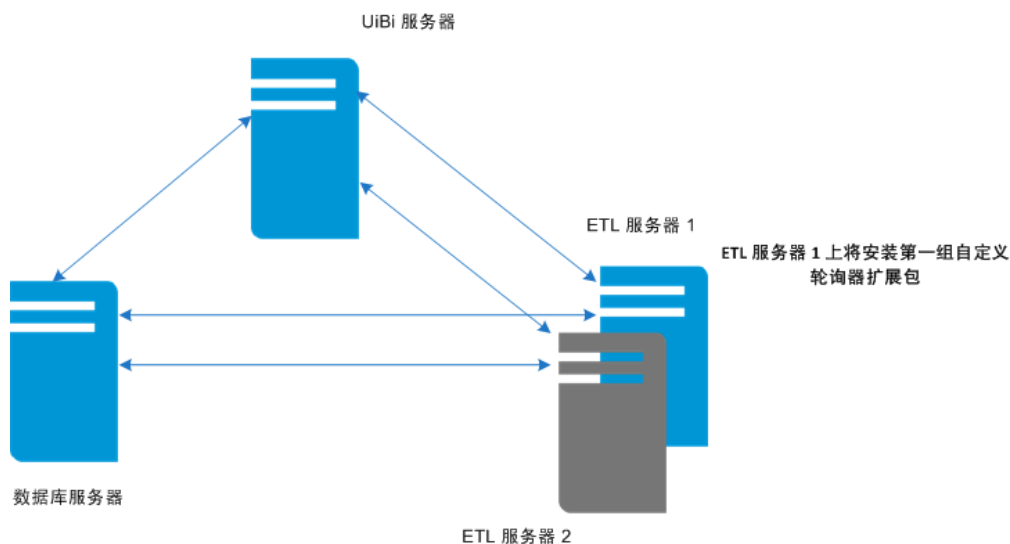 UiBi 服务器
ETL 服务器 1
ETL 服务器 1 上将安装第一组自定义
轮询器扩展包
数据库服务器
ETL 服务器 2